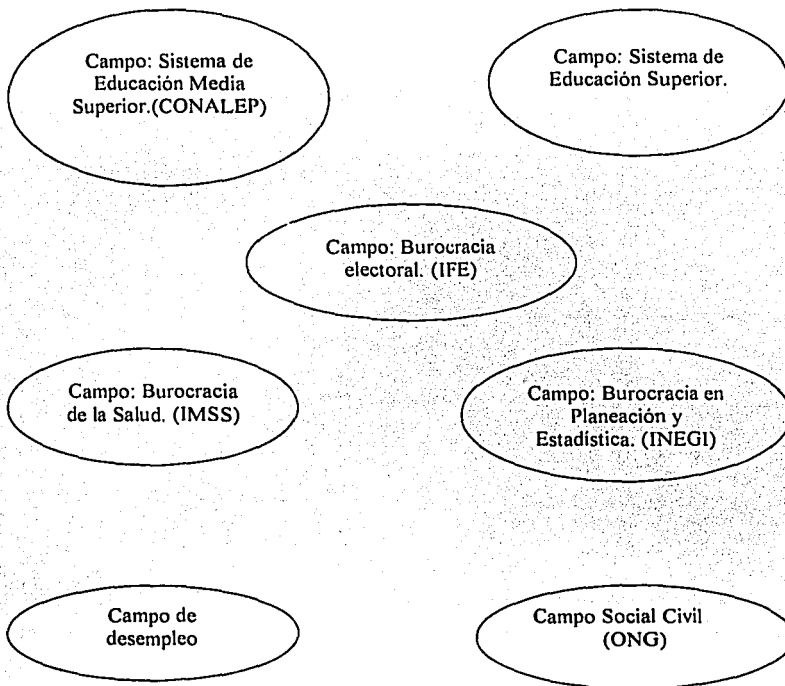 Campo: Sistema de
Educación Media
Superior.(CONALEP)
Campo: Sistema de
Educación Superior.
Campo: Burocracia
electoral. (IFE)
Campo: Burocracia
de la Salud. (IMSS)
Campo: Burocracia en
Planeación y
Estadística. (INEGI)
Campo de
desempleo
Campo Social Civil
(ONG)